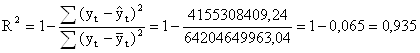 R² = 1 - ∑ (yₜ - ŷₜ)² / ∑ (yₜ - ȳₜ)² = 1 - 4155308409,24 / 64204649963,04 = 1 - 0,065 = 0,935